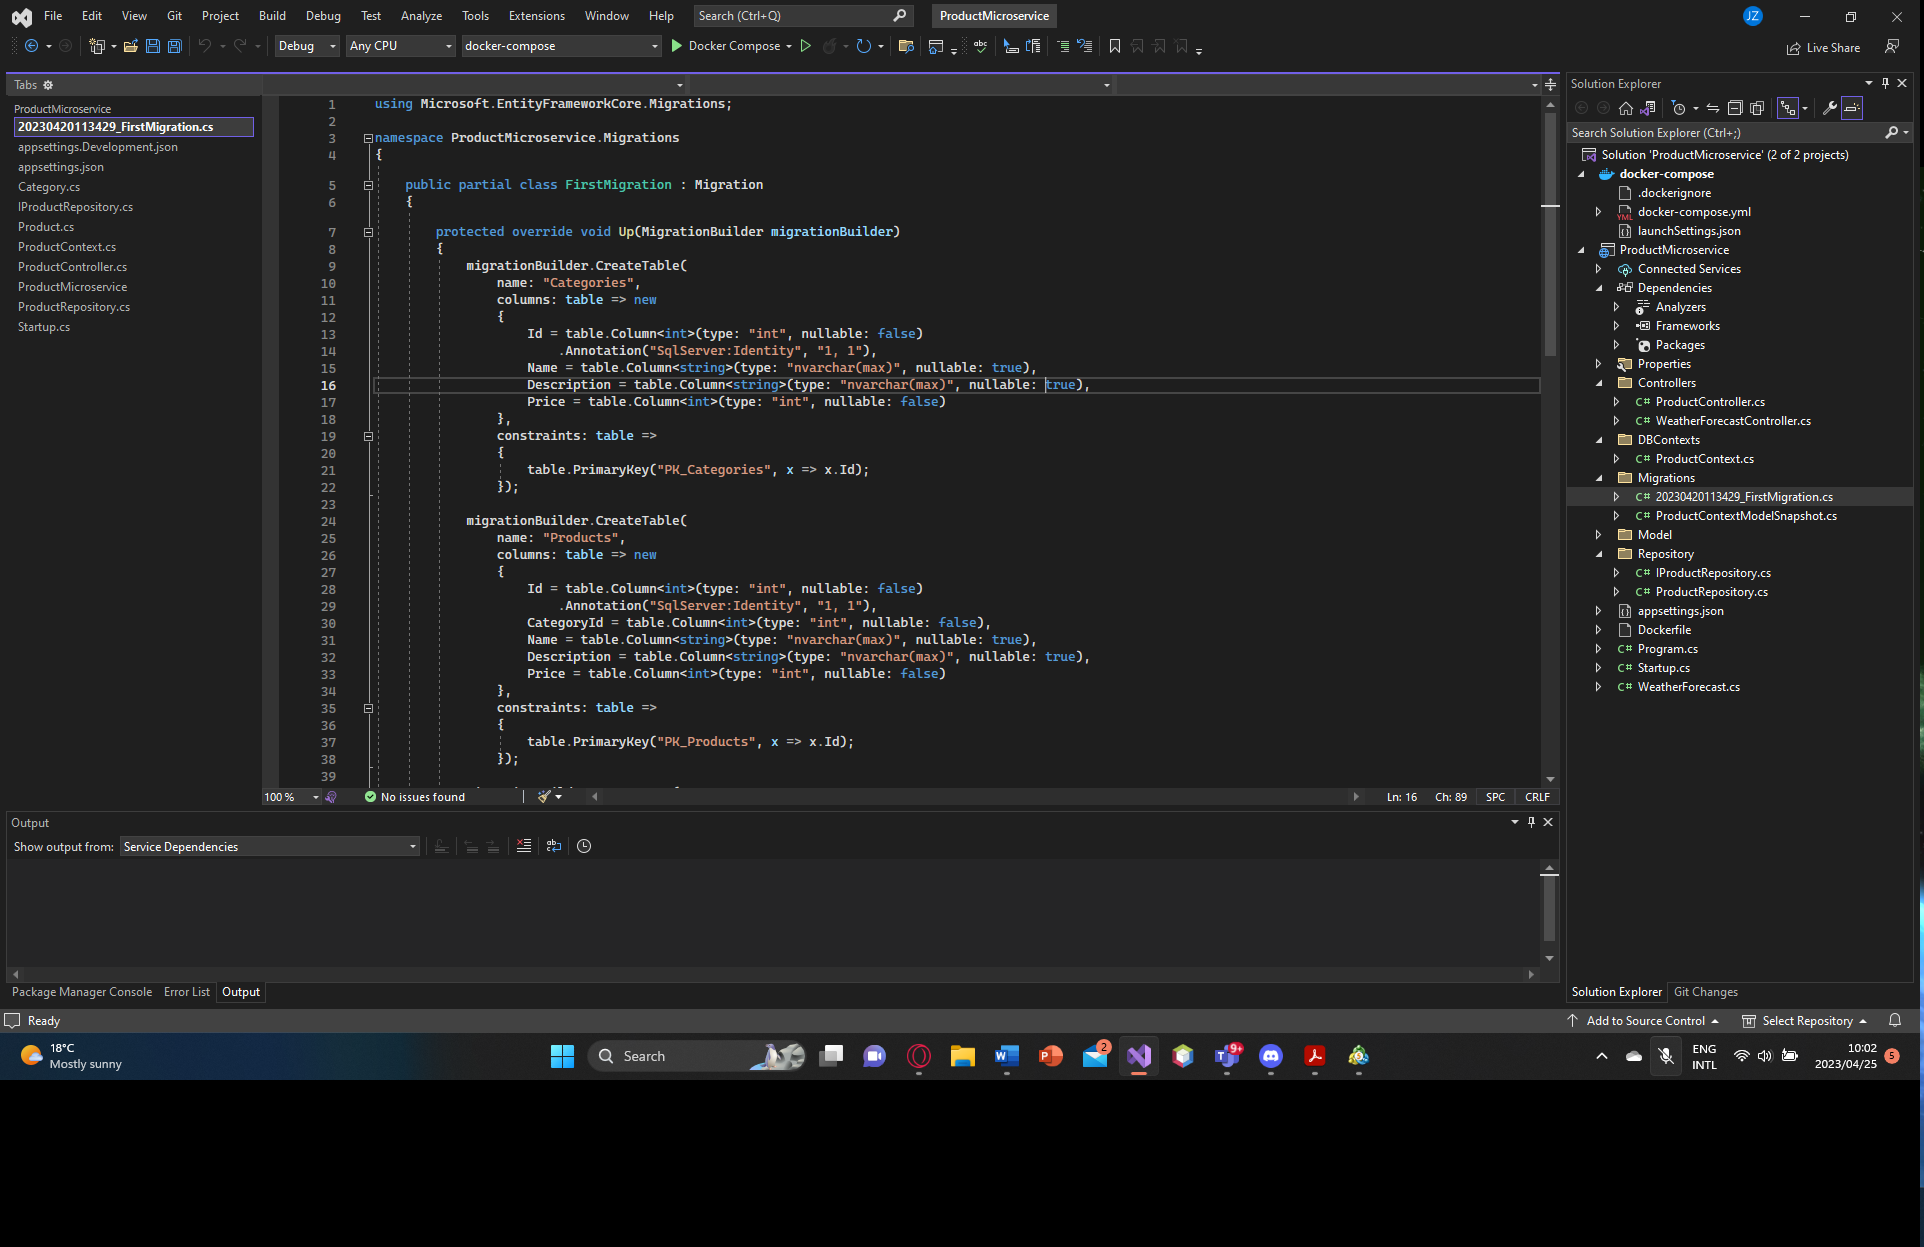 File Edit View Git Project Build Debug Test Analyze Tools Extensions Window Help Search (Ctrl+Q) ProductMicroservice JZ
Debug Any CPU docker-compose Docker Compose Live Share
Tabs
ProductMicroservice
20230420113429_FirstMigration.cs
appsettings.Development.json
appsettings.json
Category.cs
IProductRepository.cs
Product.cs
ProductContext.cs
ProductController.cs
ProductMicroservice
ProductRepository.cs
Startup.cs
1 using Microsoft.EntityFrameworkCore.Migrations;
2
3 namespace ProductMicroservice.Migrations
4 {
5 public partial class FirstMigration : Migration
6 {
7 protected override void Up(MigrationBuilder migrationBuilder)
8 {
9 migrationBuilder.CreateTable(
10 name: "Categories",
11 columns: table => new
12 {
13 Id = table.Column<int>(type: "int", nullable: false)
14 .Annotation("SqlServer:Identity", "1, 1"),
15 Name = table.Column<string>(type: "nvarchar(max)", nullable: true),
16 Description = table.Column<string>(type: "nvarchar(max)", nullable: true),
17 Price = table.Column<int>(type: "int", nullable: false)
18 },
19 constraints: table =>
20 {
21 table.PrimaryKey("PK_Categories", x => x.Id);
22 });
23
24 migrationBuilder.CreateTable(
25 name: "Products",
26 columns: table => new
27 {
28 Id = table.Column<int>(type: "int", nullable: false)
29 .Annotation("SqlServer:Identity", "1, 1"),
30 CategoryId = table.Column<int>(type: "int", nullable: false),
31 Name = table.Column<string>(type: "nvarchar(max)", nullable: true),
32 Description = table.Column<string>(type: "nvarchar(max)", nullable: true),
33 Price = table.Column<int>(type: "int", nullable: false)
34 },
35 constraints: table =>
36 {
37 table.PrimaryKey("PK_Products", x => x.Id);
38 });
39
100 % No issues found Ln: 16 Ch: 89 SPC CRLF
Output
Show output from: Service Dependencies
Package Manager Console Error List Output
Solution Explorer
Search Solution Explorer (Ctrl+;)
Solution 'ProductMicroservice' (2 of 2 projects)
docker-compose
.dockerignore
docker-compose.yml
launchSettings.json
ProductMicroservice
Connected Services
Dependencies
Analyzers
Frameworks
Packages
Properties
Controllers
C# ProductController.cs
C# WeatherForecastController.cs
DBContexts
C# ProductContext.cs
Migrations
C# 20230420113429_FirstMigration.cs
C# ProductContextModelSnapshot.cs
Model
Repository
C# IProductRepository.cs
C# ProductRepository.cs
appsettings.json
Dockerfile
C# Program.cs
C# Startup.cs
C# WeatherForecast.cs
Solution Explorer Git Changes
Ready Add to Source Control Select Repository
18°C
Mostly sunny
Search
2
9+
ENG
INTL
10:02
2023/04/25
5